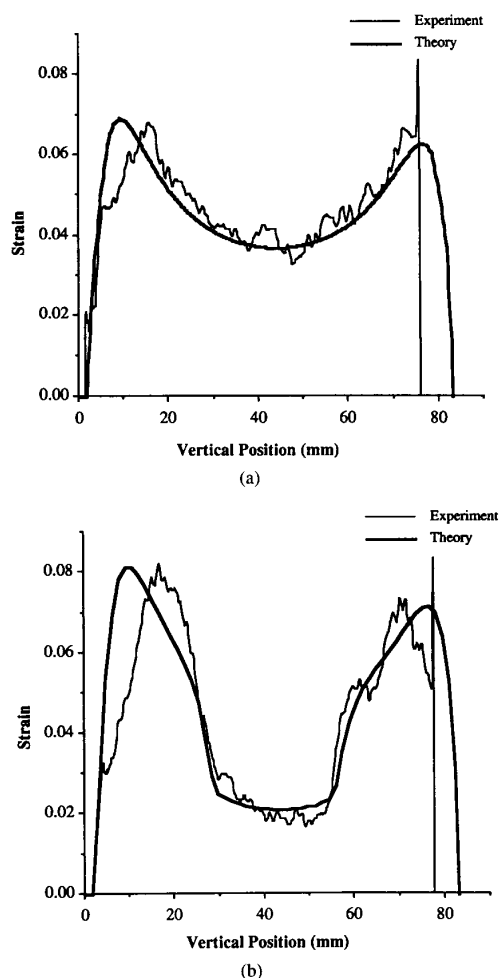 Experiment
Theory
0.08
0.06
0.04
0.02
0.00
Strain
0 20 40 60 80
Vertical Position (mm)
(a)
Experiment
Theory
0.08
0.06
0.04
0.02
0.00
Strain
0 20 40 60 80
Vertical Position (mm)
(b)